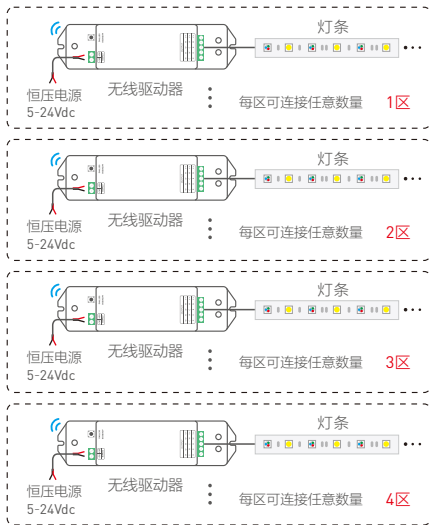 灯条
恒压电源
5-24Vdc
无线驱动器
每区可连接任意数量
1区
灯条
恒压电源
5-24Vdc
无线驱动器
每区可连接任意数量
2区
灯条
恒压电源
5-24Vdc
无线驱动器
每区可连接任意数量
3区
灯条
恒压电源
5-24Vdc
无线驱动器
每区可连接任意数量
4区